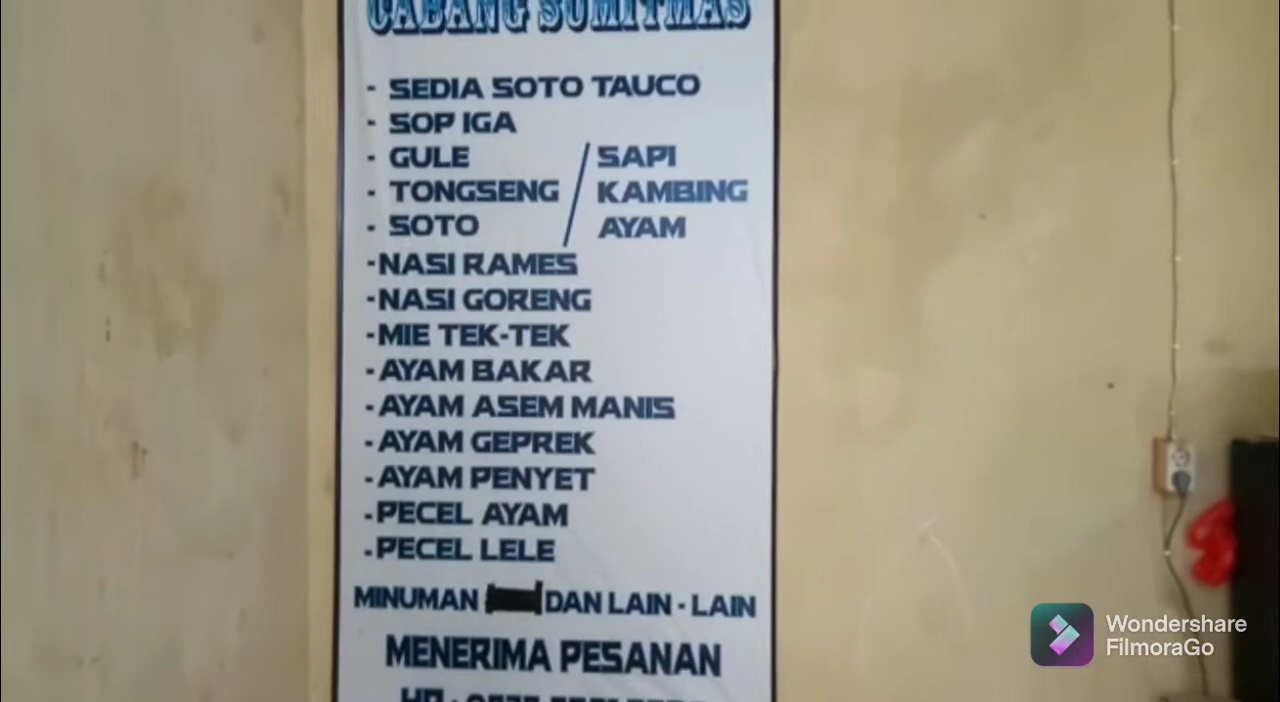 CABANG SUMITMAS
- SEDIA SOTO TAUCO
- SOP IGA
- GULE / SAPI
- TONGSENG / KAMBING
- SOTO / AYAM
-NASI RAMES
-NASI GORENG
-MIE TEK-TEK
-AYAM BAKAR
-AYAM ASEM MANIS
-AYAM GEPREK
-AYAM PENYET
-PECEL AYAM
-PECEL LELE
MINUMAN DAN LAIN - LAIN
MENERIMA PESANAN
Wondershare
FilmoraGo